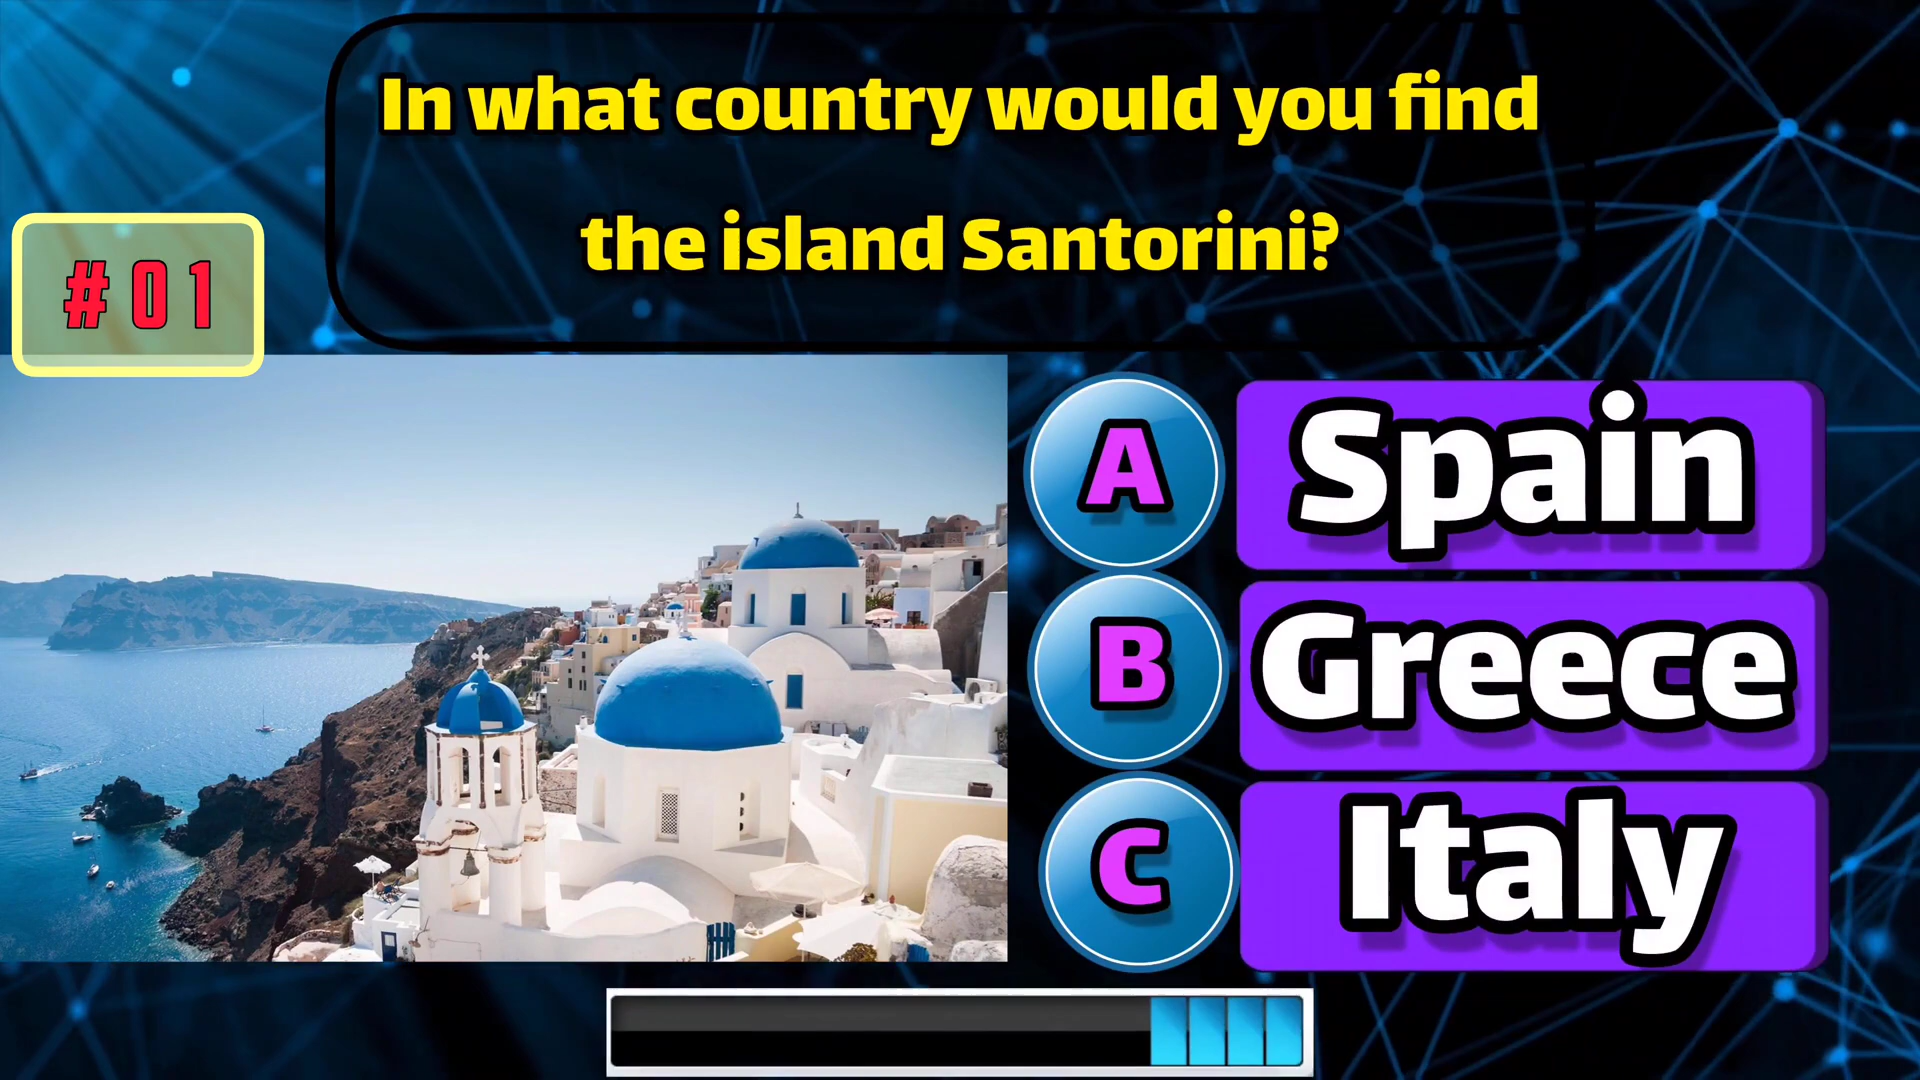 In what country would you find
the island Santorini?
#01
A Spain
B Greece
C Italy